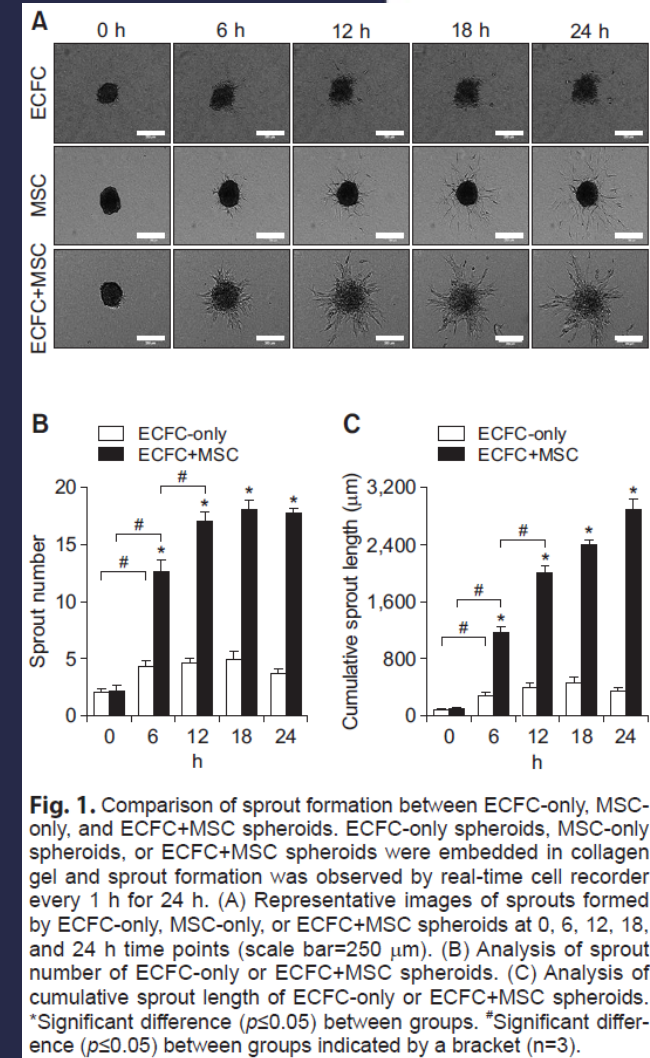 A
0 h 6 h 12 h 18 h 24 h
ECFC
MSC
ECFC+MSC
B
ECFC-only
ECFC+MSC
Sprout number
20
15
10
5
0
#
#
#
*
*
*
*
0 6 12 18 24
h
C
ECFC-only
ECFC+MSC
Cumulative sprout length (μm)
3,200
2,400
1,600
800
0
#
#
#
*
*
*
*
0 6 12 18 24
h
Fig. 1. Comparison of sprout formation between ECFC-only, MSC-
only, and ECFC+MSC spheroids. ECFC-only spheroids, MSC-only
spheroids, or ECFC+MSC spheroids were embedded in collagen
gel and sprout formation was observed by real-time cell recorder
every 1 h for 24 h. (A) Representative images of sprouts formed
by ECFC-only, MSC-only, or ECFC+MSC spheroids at 0, 6, 12, 18,
and 24 h time points (scale bar=250 μm). (B) Analysis of sprout
number of ECFC-only or ECFC+MSC spheroids. (C) Analysis of
cumulative sprout length of ECFC-only or ECFC+MSC spheroids.
*Significant difference (p≤0.05) between groups. #Significant differ-
ence (p≤0.05) between groups indicated by a bracket (n=3).